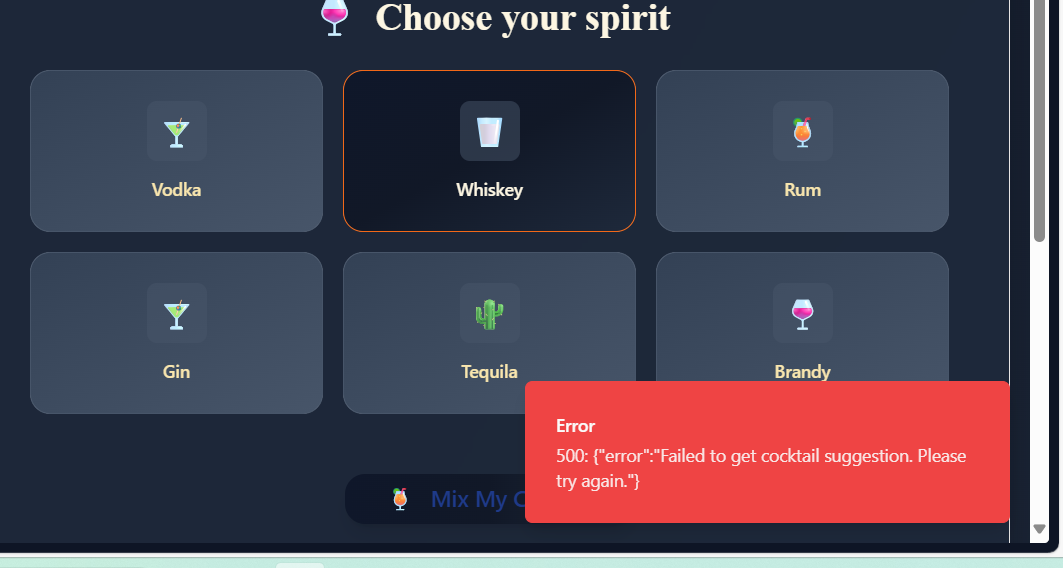 Choose your spirit
Vodka
Whiskey
Rum
Gin
Tequila
Brandy
Error
500: {"error":"Failed to get cocktail suggestion. Please
try again."}
Mix My